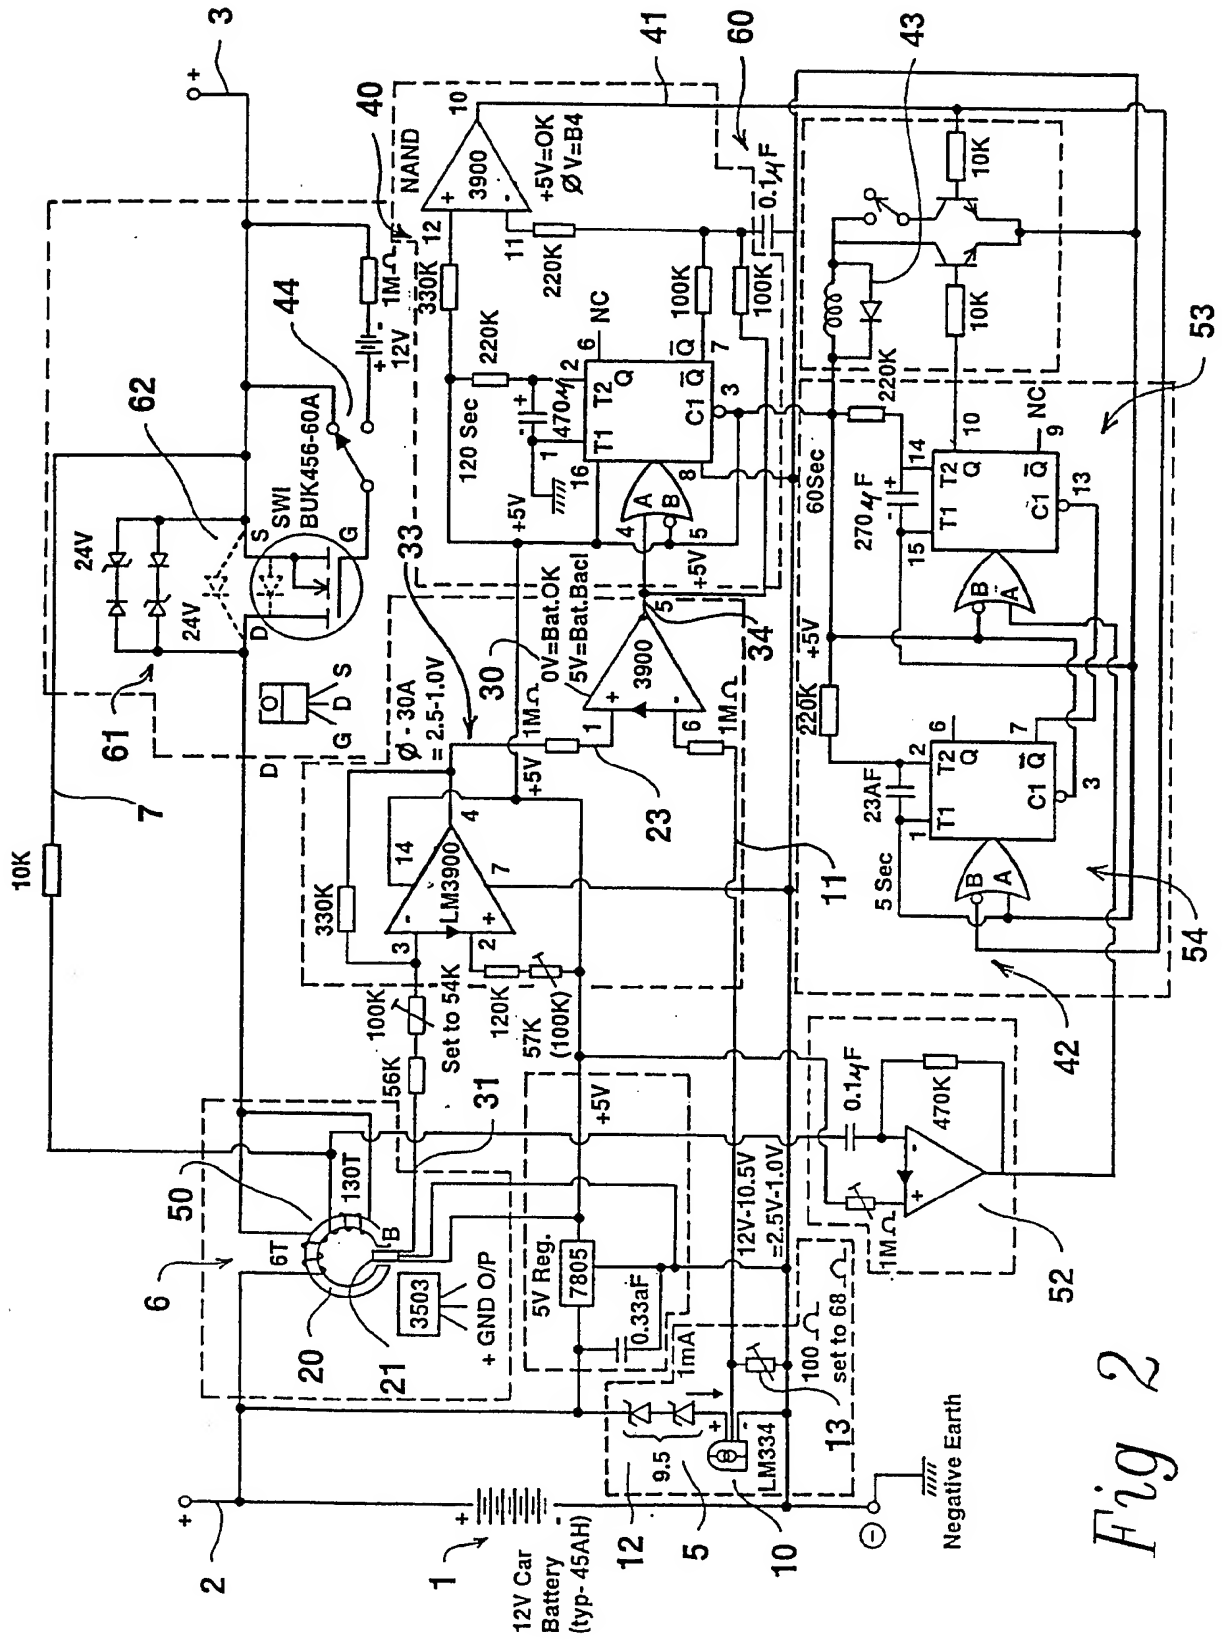 3
+
7
10K
61
24V
24V
62
D
S
SWI
BUK456-60A
G
44
12V
+
-
1MΩ
D
O
G D S
40
NAND
10
12
+
-
3900
11
+5V=OK
ØV=B4
41
60
330K
220K
220K
120 Sec
+5V
470µ
-
+
1
2
6
NC
16
T1
T2
Q
Q̄
C1
7
3
8
100K
100K
0.1µF
4
A
B
5
+5V
33
Ø - 30A
= 2.5-1.0V
330K
14
LM3900
4
7
3
-
2
+
+5V
1MΩ
30
0V=Bat.OK
5V=Bat.Bacl
1
+
3900
-
6
5
34
1MΩ
23
11
100K
Set to 54K
56K
120K
57K
(100K)
31
50
6
6T
130T
B
20
21
3503
+ GND O/P
5V Reg.
7805
+5V
0.33aF
1mA
12V-10.5V
=2.5V-1.0V
100 Ω
set to 68 Ω
13
LM334
+
-
9.5
12
5
10
2
+
1
+
-
12V Car
Battery
(typ- 45AH)
-
Negative Earth
0.1µF
470K
1MΩ
+
-
52
43
10K
10K
220K
60Sec
270µF
+
15
14
T1
T2
Q
10
Q̄
NC
9
C1
13
B
Ā
53
+5V
220K
23AF
5 Sec
1
2
T1
T2
6
Q
Q̄
7
C1
3
B
A
54
42
Fig 2